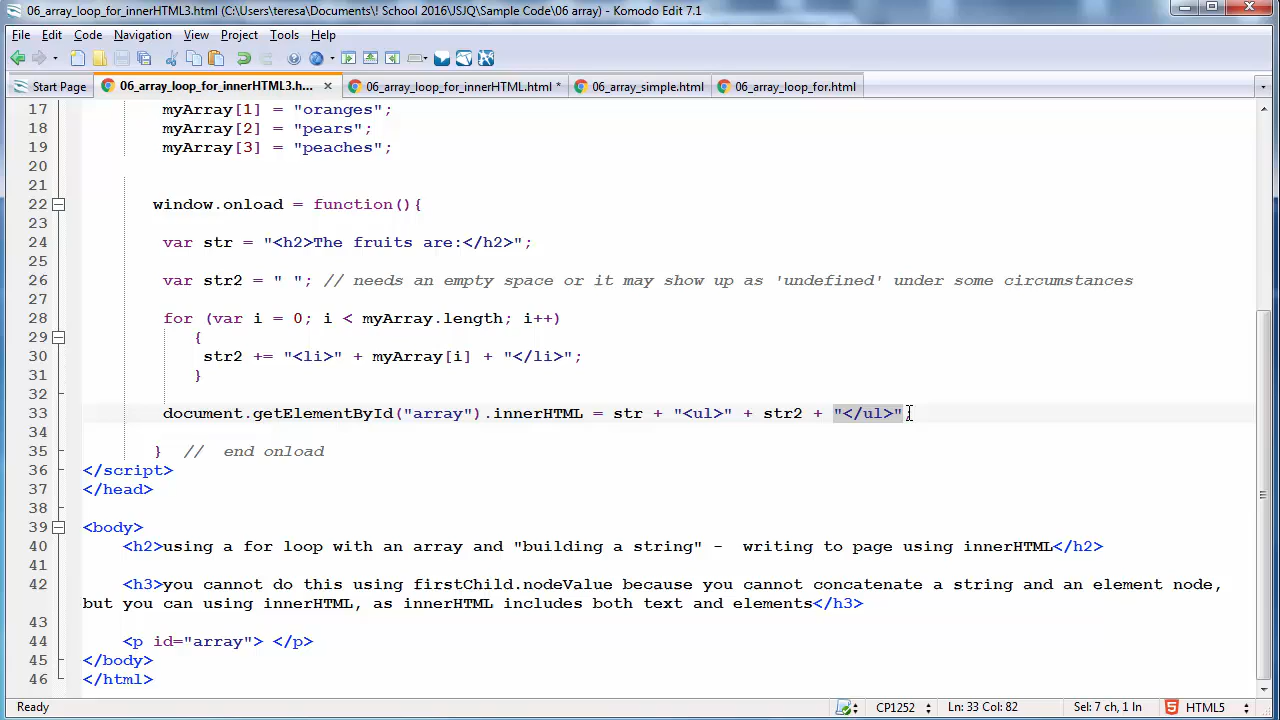 06_array_loop_for_innerHTML3.html (C:\Users\teresa\Documents\! School 2016\JSJQ\Sample Code\06 array) - Komodo Edit 7.1
File Edit Code Navigation View Project Tools Help
Start Page 06_array_loop_for_innerHTML3.h... 06_array_loop_for_innerHTML.html * 06_array_simple.html 06_array_loop_for.html
17 myArray[1] = "oranges";
18 myArray[2] = "pears";
19 myArray[3] = "peaches";
20
21
22 window.onload = function(){
23
24 var str = "<h2>The fruits are:</h2>";
25
26 var str2 = " "; // needs an empty space or it may show up as 'undefined' under some circumstances
27
28 for (var i = 0; i < myArray.length; i++)
29 {
30 str2 += "<li>" + myArray[i] + "</li>";
31 }
32
33 document.getElementById("array").innerHTML = str + "<ul>" + str2 + "</ul>"
34
35 } // end onload
36 </script>
37 </head>
38
39 <body>
40 <h2>using a for loop with an array and "building a string" - writing to page using innerHTML</h2>
41
42 <h3>you cannot do this using firstChild.nodeValue because you cannot concatenate a string and an element node,
but you can using innerHTML, as innerHTML includes both text and elements</h3>
43
44 <p id="array"> </p>
45 </body>
46 </html>
Ready CP1252 Ln: 33 Col: 82 Sel: 7 ch, 1 ln HTML5